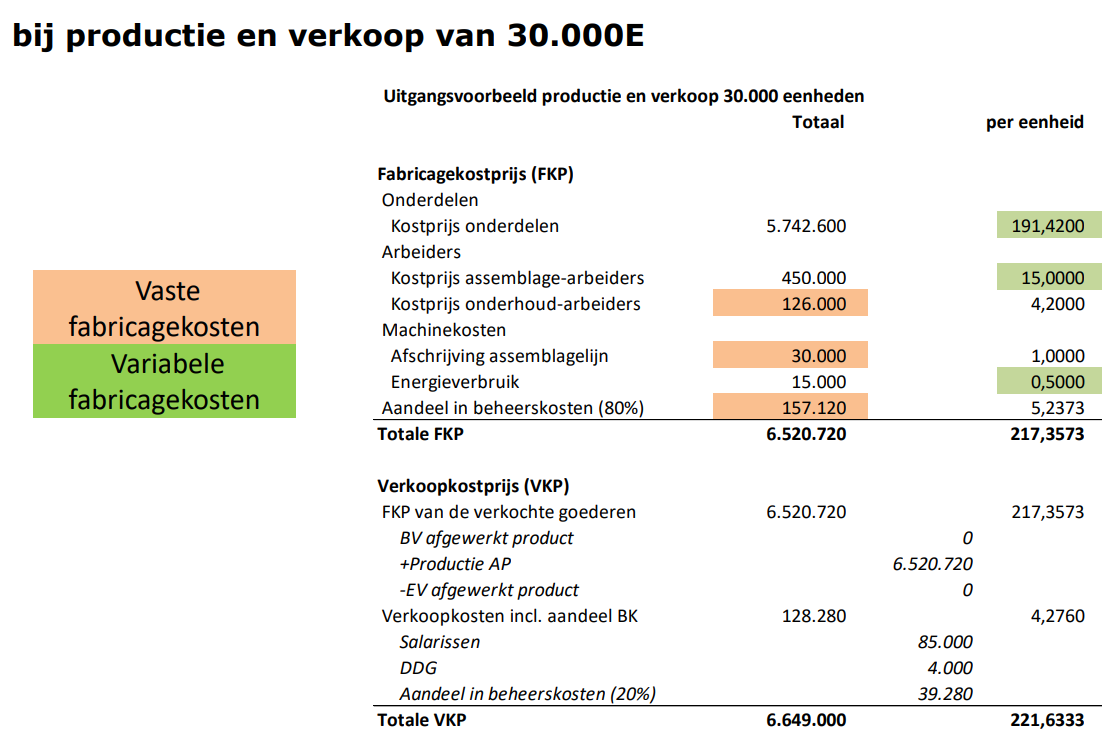 bij productie en verkoop van 30.000E
Uitgangsvoorbeeld productie en verkoop 30.000 eenheden
Totaal per eenheid
Fabricagekostprijs (FKP)
Onderdelen
Kostprijs onderdelen 5.742.600 191,4200
Arbeiders
Kostprijs assemblage-arbeiders 450.000 15,0000
Kostprijs onderhoud-arbeiders 126.000 4,2000
Machinekosten
Afschrijving assemblagelijn 30.000 1,0000
Energieverbruik 15.000 0,5000
Aandeel in beheerskosten (80%) 157.120 5,2373
Totale FKP 6.520.720 217,3573
Vaste
fabricagekosten
Variabele
fabricagekosten
Verkoopkostprijs (VKP)
FKP van de verkochte goederen 6.520.720 217,3573
BV afgewerkt product 0
+Productie AP 6.520.720
-EV afgewerkt product 0
Verkoopkosten incl. aandeel BK 128.280 4,2760
Salarissen 85.000
DDG 4.000
Aandeel in beheerskosten (20%) 39.280
Totale VKP 6.649.000 221,6333